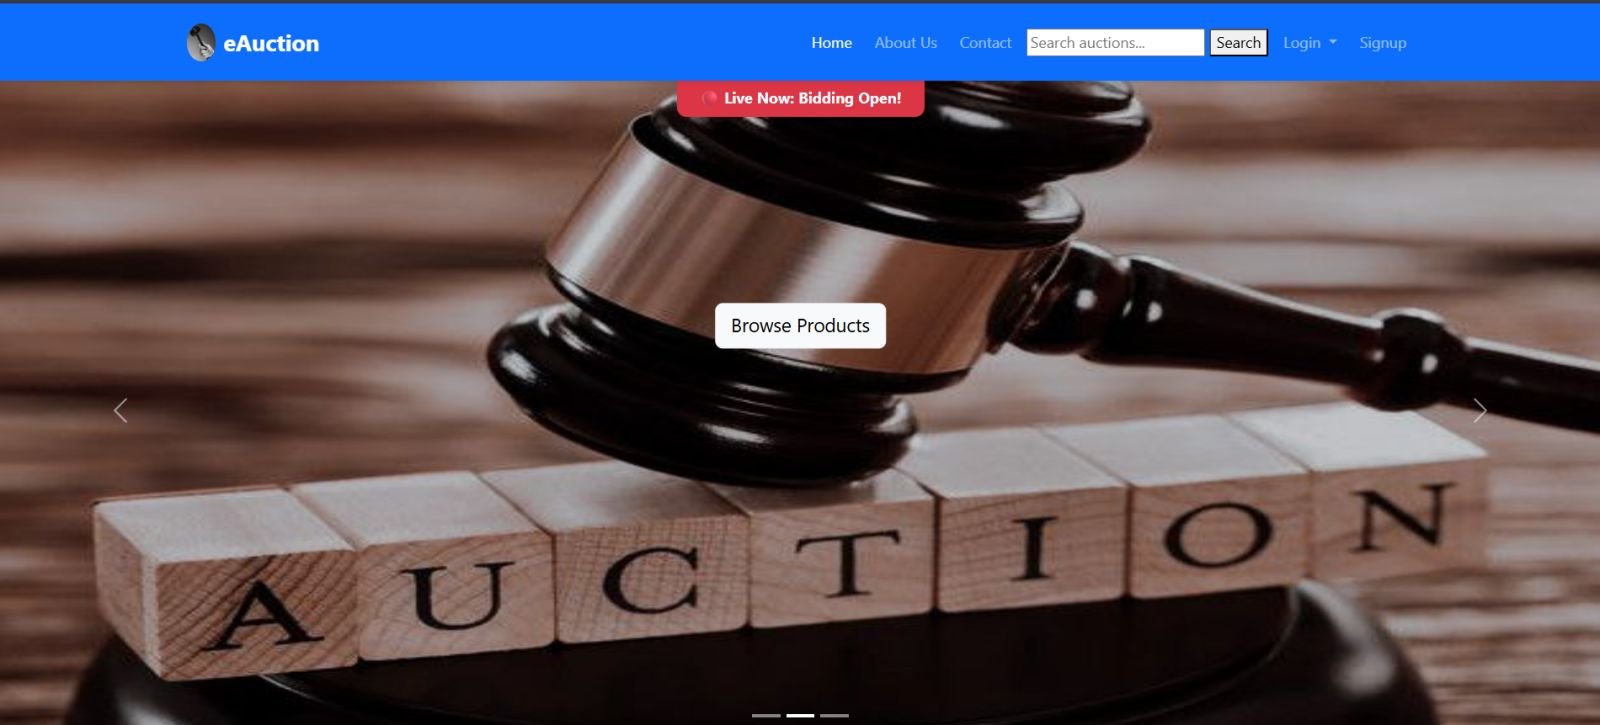 eAuction
Home About Us Contact Search auctions... Search Login Signup
Live Now: Bidding Open!
Browse Products
AUCTION